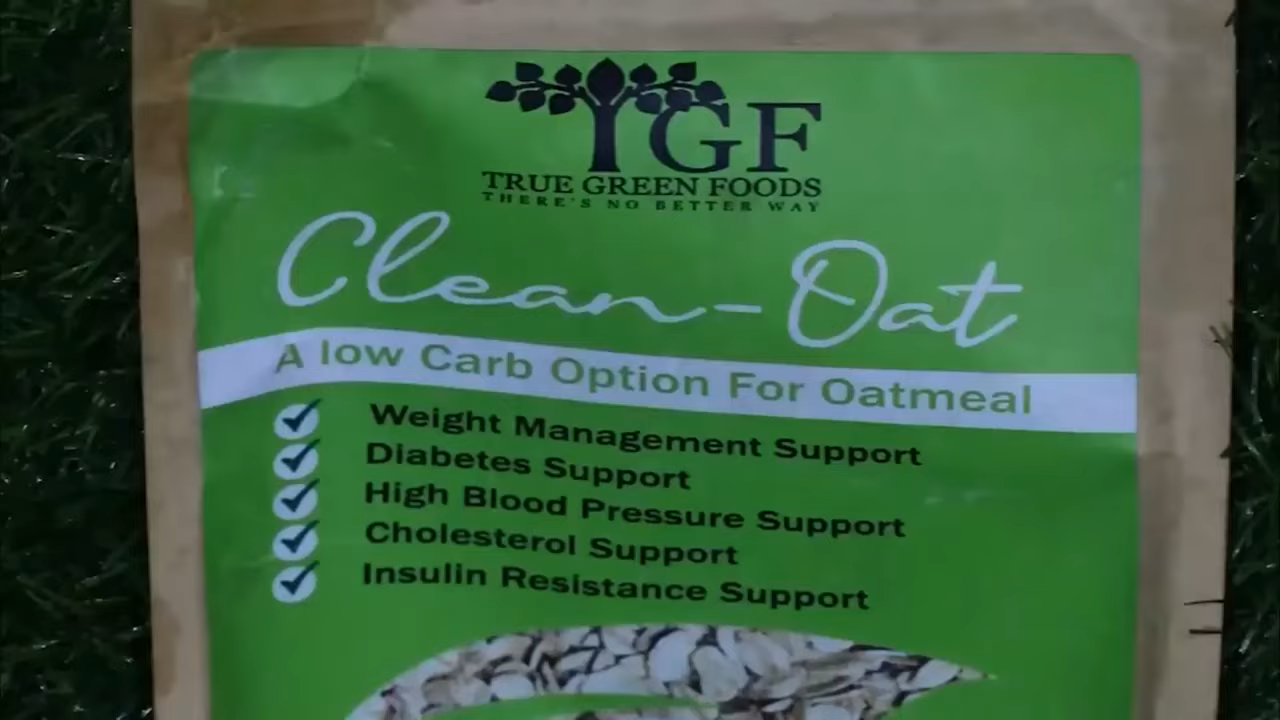 TGF
TRUE GREEN FOODS
THERE'S NO BETTER WAY
Clean-Oat
A low Carb Option For Oatmeal
Weight Management Support
Diabetes Support
High Blood Pressure Support
Cholesterol Support
Insulin Resistance Support